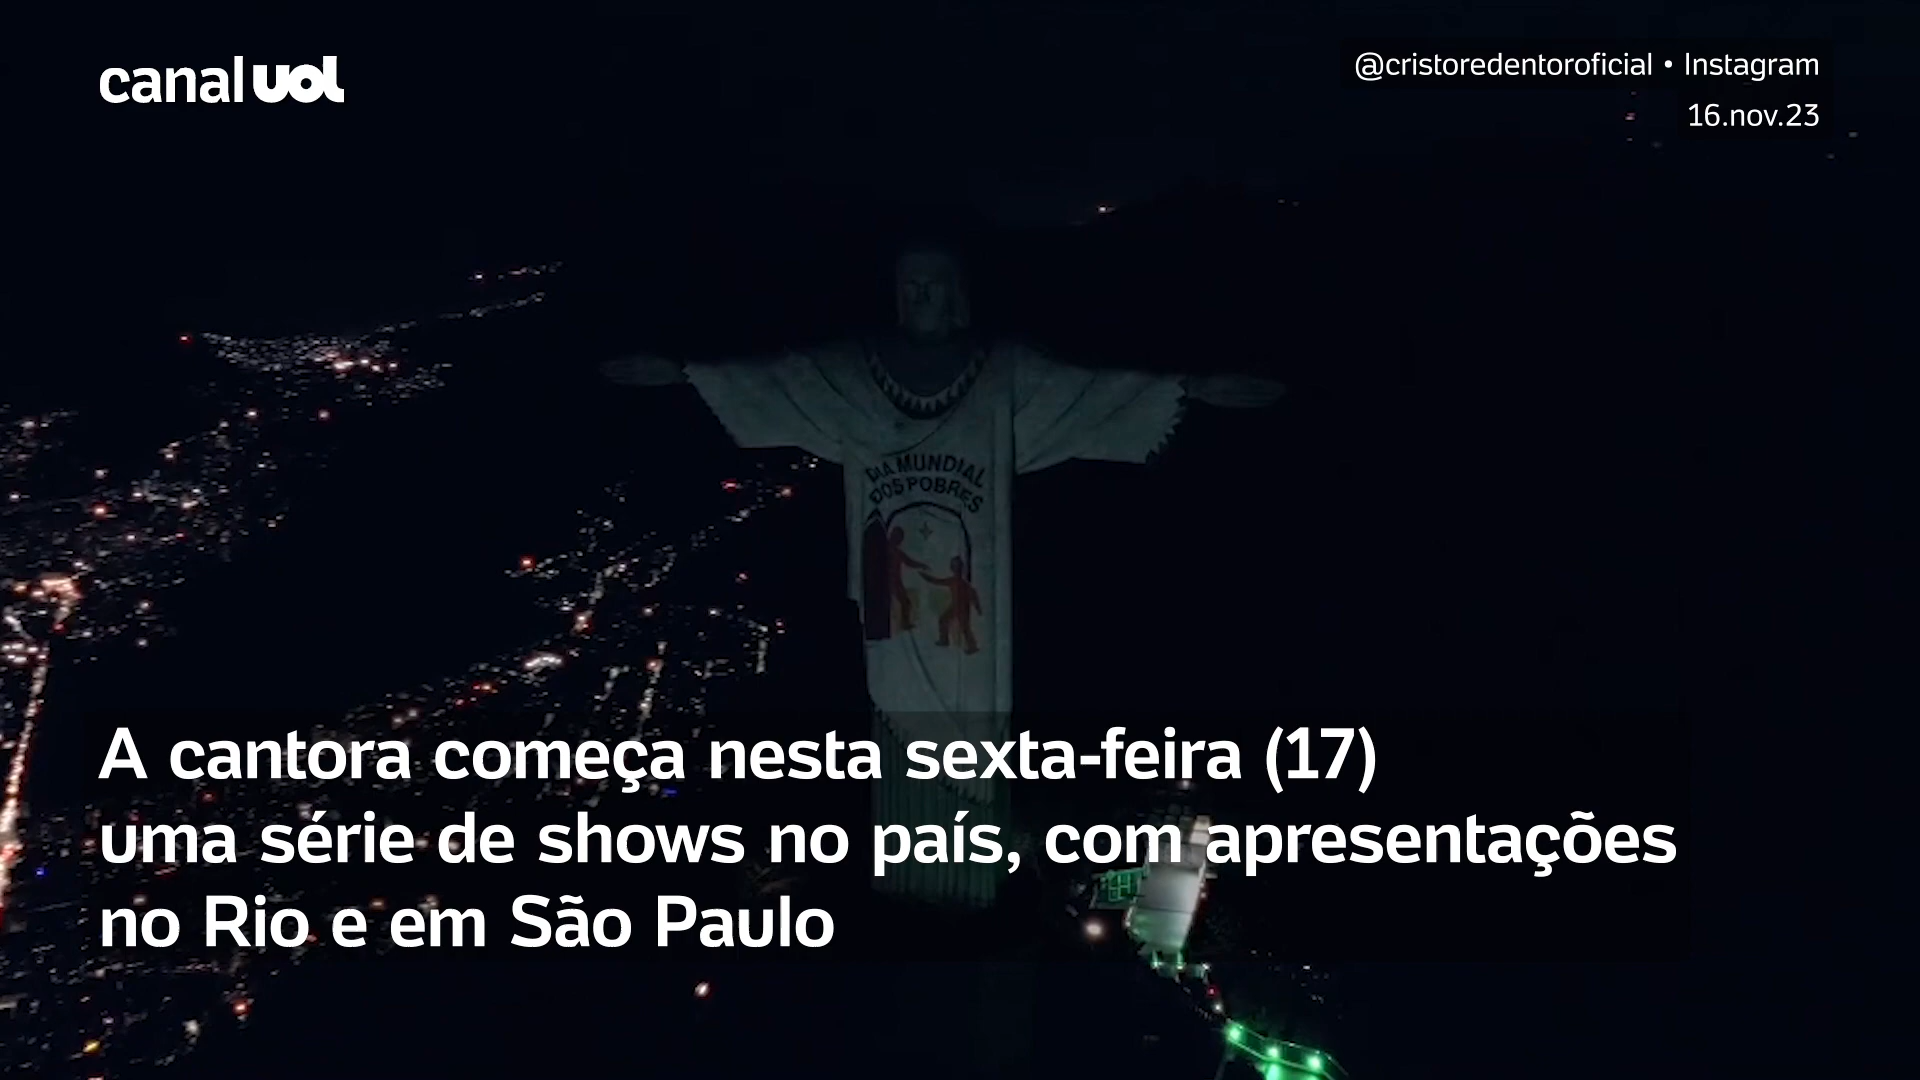 canal uol
@cristoredentoroficial • Instagram
16.nov.23
DIA MUNDIAL
DOS POBRES
A cantora começa nesta sexta-feira (17)
uma série de shows no país, com apresentações
no Rio e em São Paulo